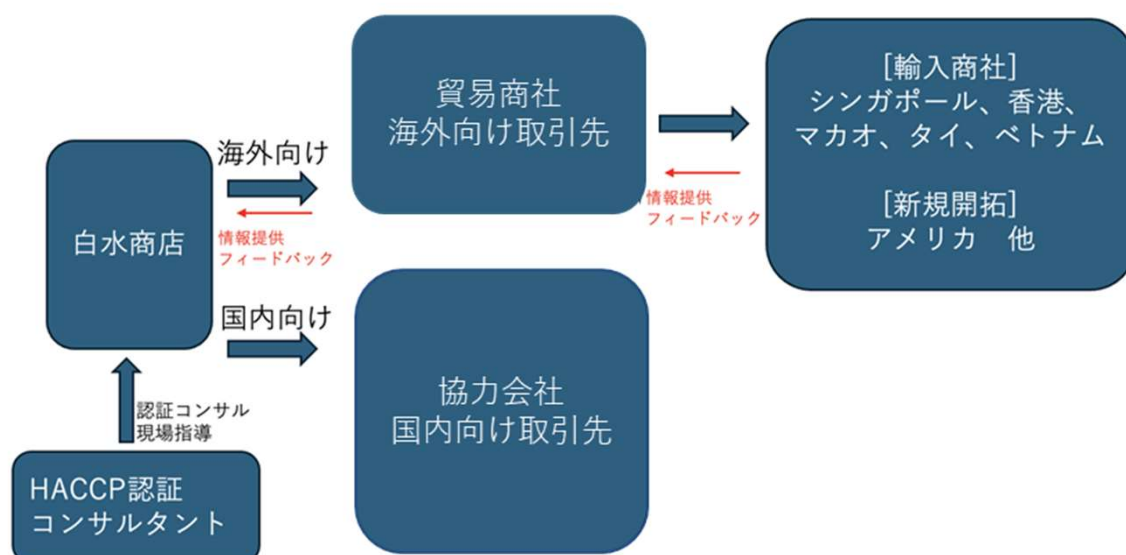 白水商店
海外向け
情報提供
フィードバック
国内向け
貿易商社
海外向け取引先
情報提供
フィードバック
[輸入商社]
シンガポール、香港、
マカオ、タイ、ベトナム
[新規開拓]
アメリカ　他
協力会社
国内向け取引先
認証コンサル
現場指導
HACCP認証
コンサルタント